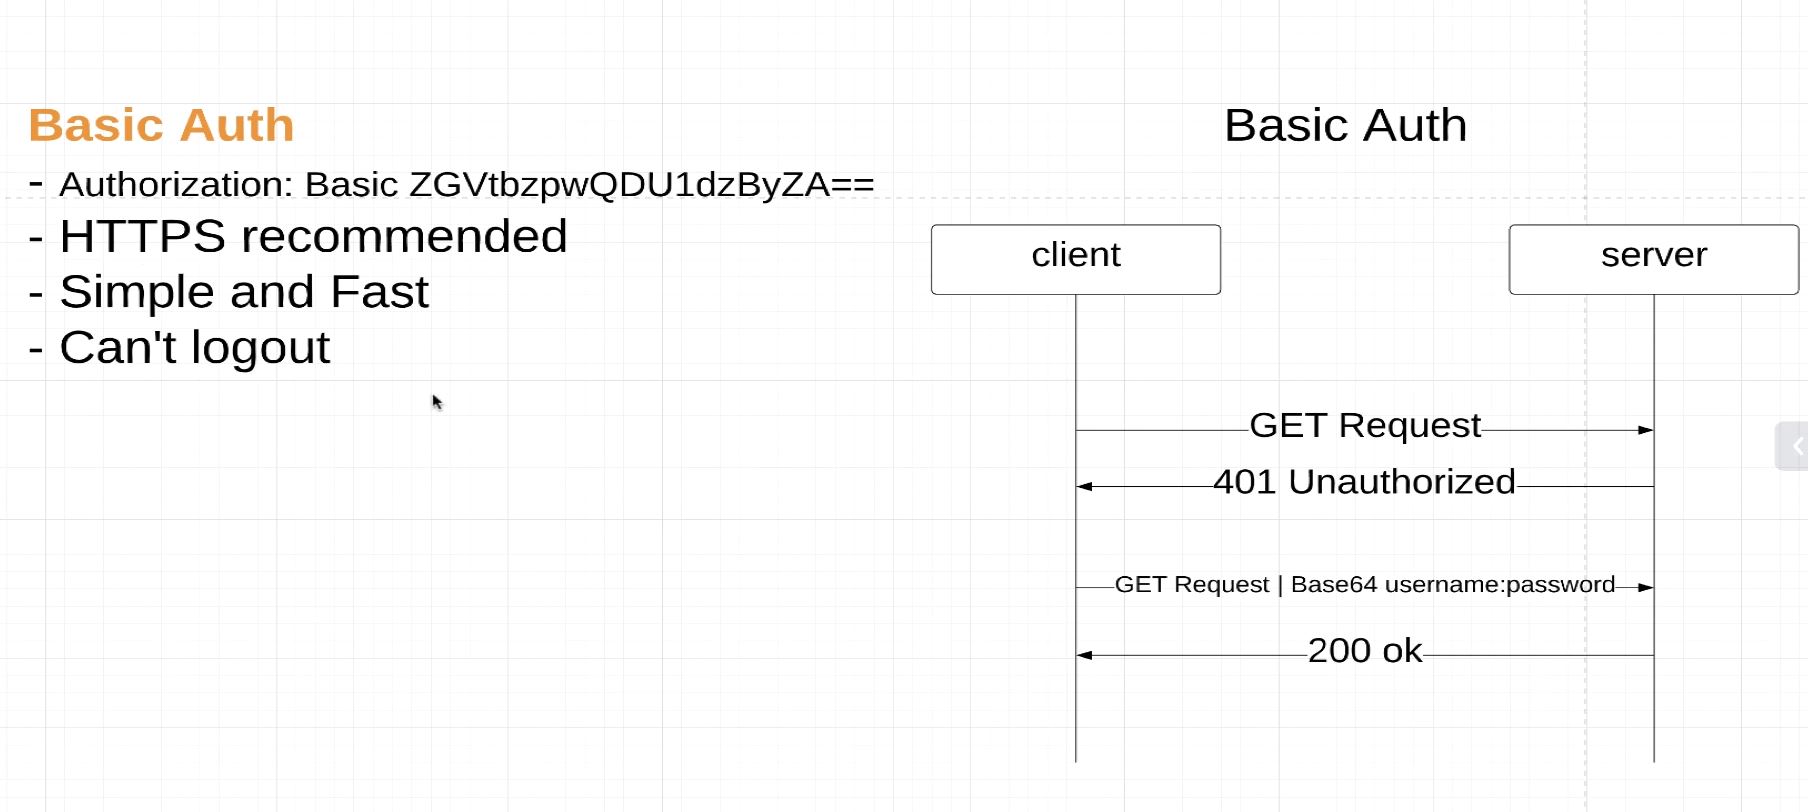 Basic Auth
- Authorization: Basic ZGVtbzpwQDU1dzByZA==
- HTTPS recommended
- Simple and Fast
- Can't logout
Basic Auth
client
server
GET Request
401 Unauthorized
GET Request | Base64 username:password
200 ok